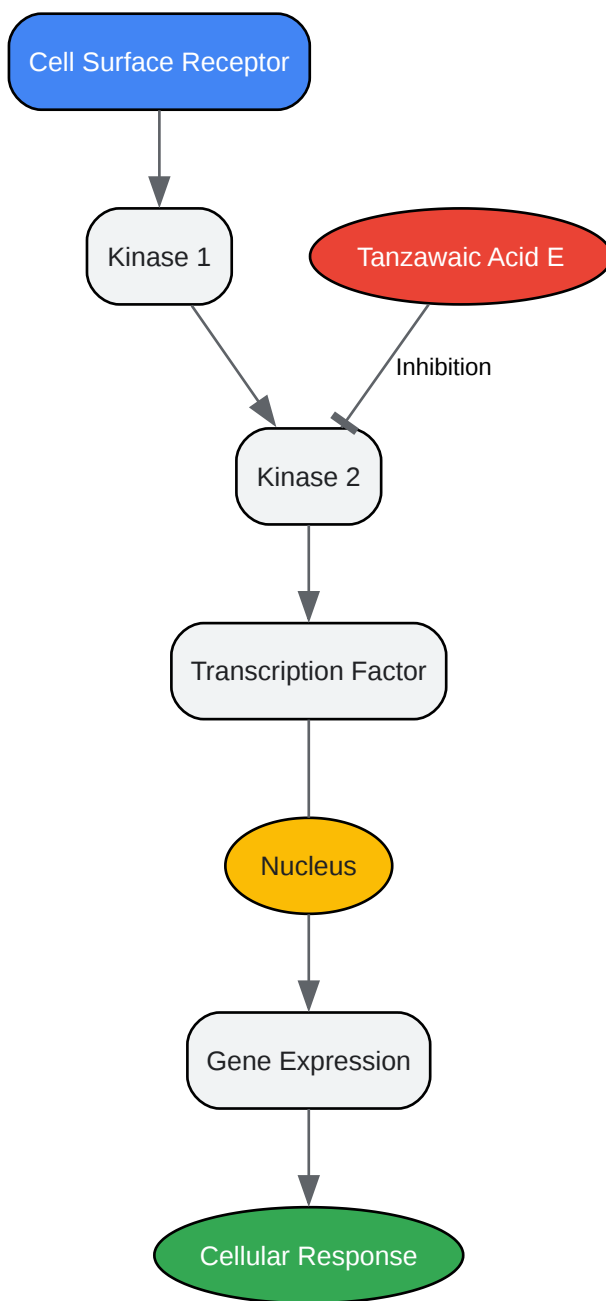 Cell Surface Receptor
Kinase 1
Tanzawaic Acid E
Inhibition
Kinase 2
Transcription Factor
Nucleus
Gene Expression
Cellular Response